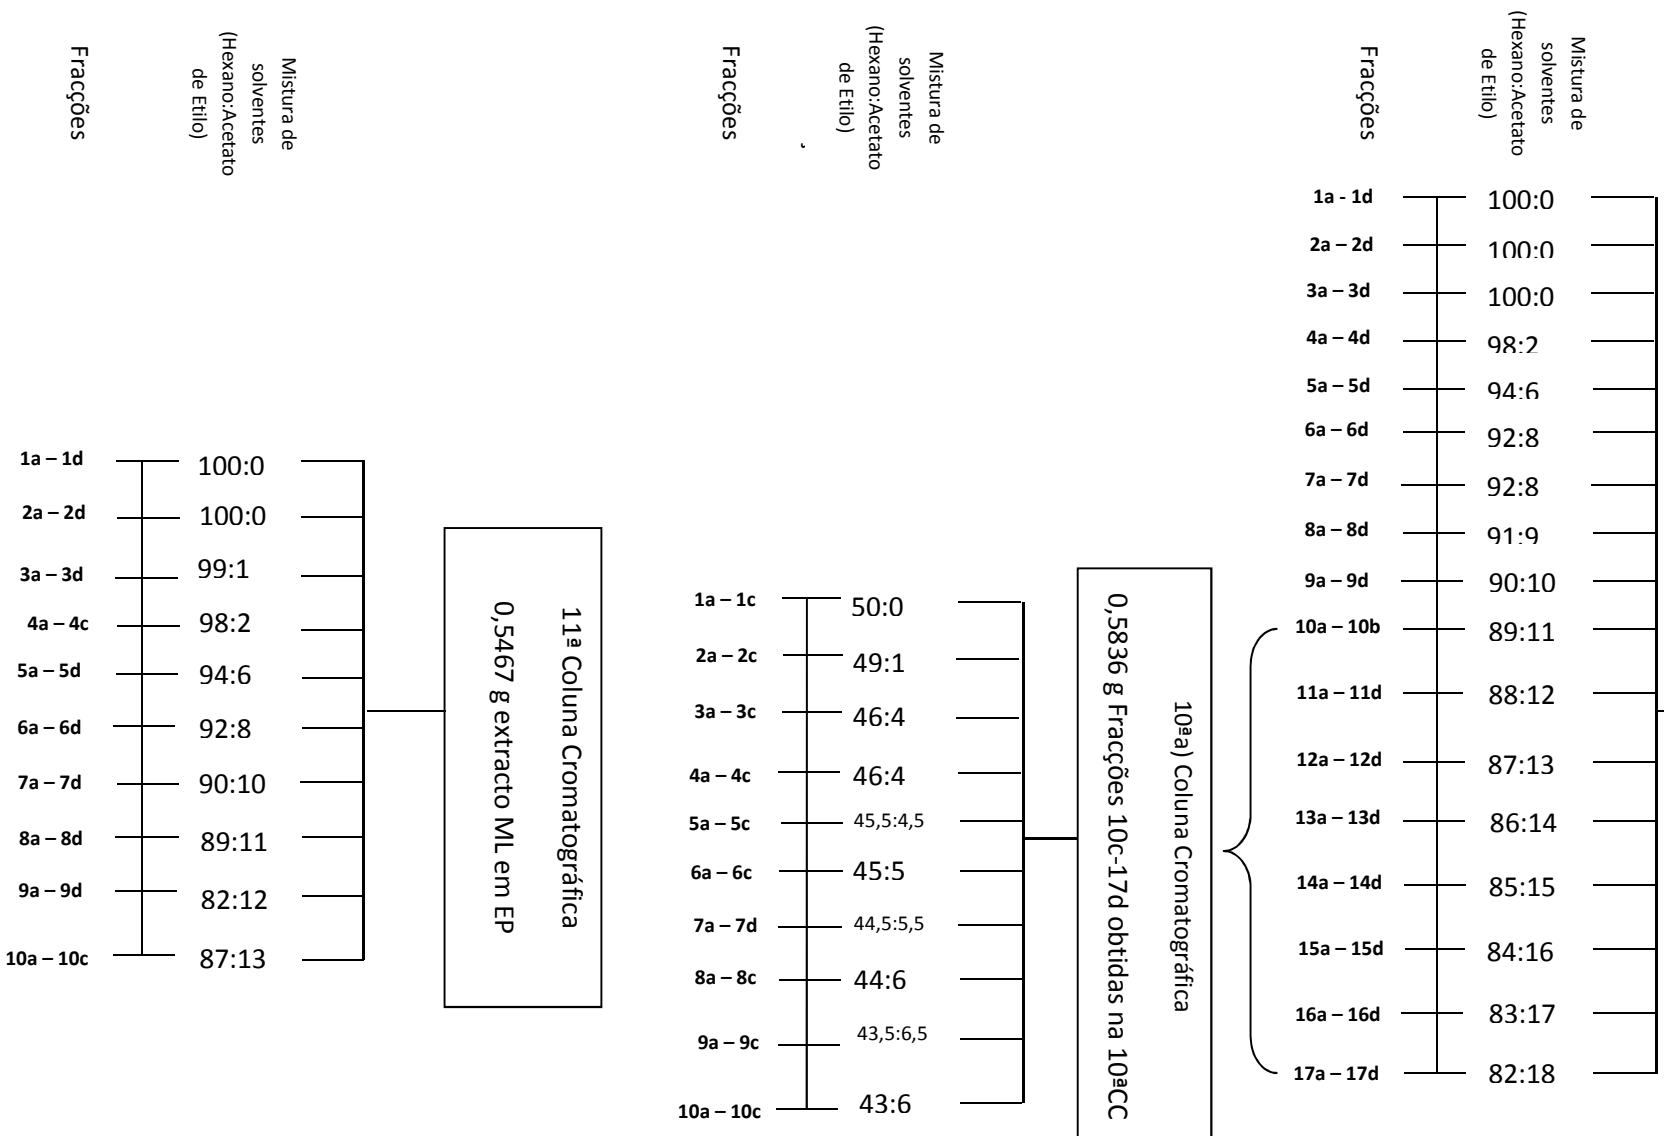 Fracções
Mistura de
solventes
(Hexano:Acetato
de Etilo)
1a – 1d 100:0
2a – 2d 100:0
3a – 3d 99:1
4a – 4c 98:2
5a – 5d 94:6
6a – 6d 92:8
7a – 7d 90:10
8a – 8d 89:11
9a – 9d 82:12
10a – 10c 87:13
11ª Coluna Cromatográfica
0,5467 g extracto ML em EP
Fracções
Mistura de
solventes
(Hexano:Acetato
de Etilo)
1a – 1c 50:0
2a – 2c 49:1
3a – 3c 46:4
4a – 4c 46:4
5a – 5c 45,5:4,5
6a – 6c 45:5
7a – 7d 44,5:5,5
8a – 8c 44:6
9a – 9c 43,5:6,5
10a – 10c 43:6
10ªa) Coluna Cromatográfica
0,5836 g Fracções 10c-17d obtidas na 10ªCC
Fracções
Mistura de
solventes
(Hexano:Acetato
de Etilo)
1a - 1d 100:0
2a – 2d 100:0
3a – 3d 100:0
4a – 4d 98:2
5a – 5d 94:6
6a – 6d 92:8
7a – 7d 92:8
8a – 8d 91:9
9a – 9d 90:10
10a – 10b 89:11
11a – 11d 88:12
12a – 12d 87:13
13a – 13d 86:14
14a – 14d 85:15
15a – 15d 84:16
16a – 16d 83:17
17a – 17d 82:18